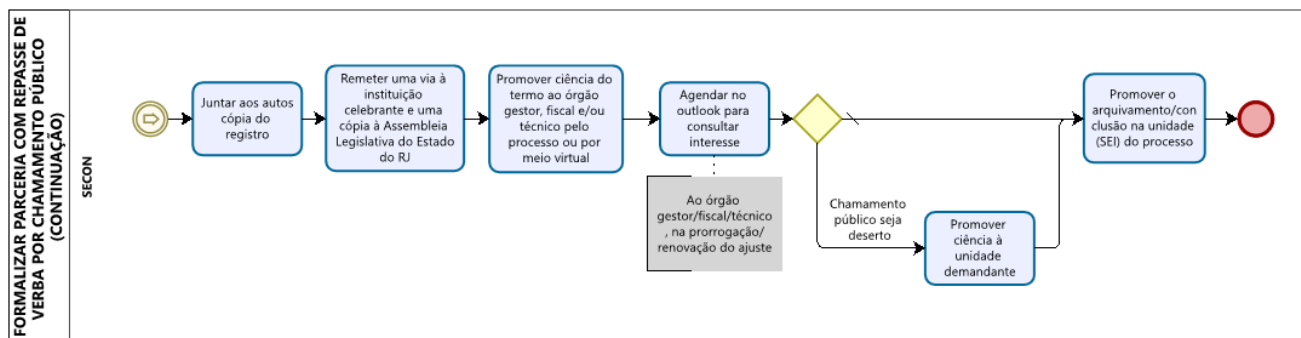 FORMALIZAR PARCERIA COM REPASSE DE
VERBA POR CHAMAMENTO PÚBLICO
(CONTINUAÇÃO)
SECON
Juntar aos autos
cópia do
registro
Remeter uma via à
instituição
celebrante e uma
cópia à Assembleia
Legislativa do Estado
do RJ
Promover ciência do
termo ao órgão
gestor, fiscal e/ou
técnico pelo
processo ou por
meio virtual
Agendar no
outlook para
consultar
interesse
Ao órgão
gestor/fiscal/técnico
, na prorrogação/
renovação do ajuste
Chamamento
público seja
deserto
Promover
ciência à
unidade
demandante
Promover o
arquivamento/con
clusão na unidade
(SEI) do processo